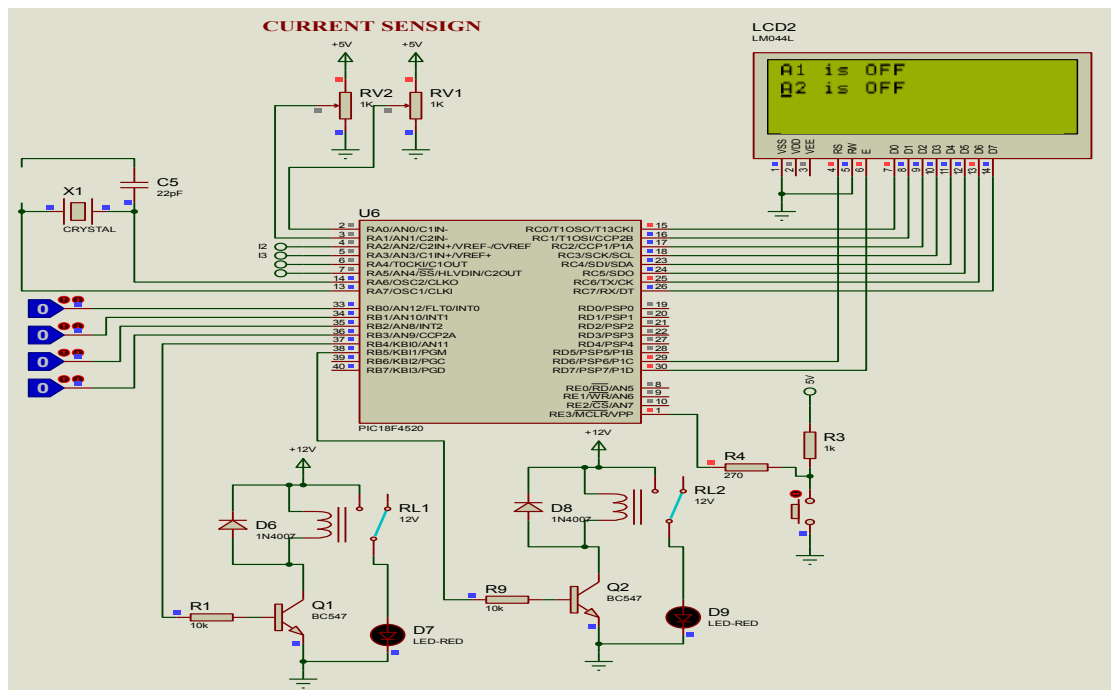 CURRENT SENSIGN
+5V
+5V
RV2
1K
RV1
1K
LCD2
LM044L
A1 is OFF
A2 is OFF
VSS
VDD
VEE
RS
RW
E
D0
D1
D2
D3
D4
D5
D6
D7
1
2
3
4
5
6
7
8
9
10
11
12
13
14
X1
CRYSTAL
C5
22pF
U6
2 RA0/AN0/C1IN- RC0/T1OSO/T13CKI 15
3 RA1/AN1/C2IN- RC1/T1OSI/CCP2B 16
I2 4 RA2/AN2/C2IN+/VREF-/CVREF RC2/CCP1/P1A 17
I3 5 RA3/AN3/C1IN+/VREF+ RC3/SCK/SCL 18
6 RA4/T0CKI/C1OUT RC4/SDI/SDA 23
7 RA5/AN4/SS/HLVDIN/C2OUT RC5/SDO 24
14 RA6/OSC2/CLKO RC6/TX/CK 25
13 RA7/OSC1/CLKI RC7/RX/DT 26
0 33 RB0/AN12/FLT0/INT0 RD0/PSP0 19
34 RB1/AN10/INT1 RD1/PSP1 20
0 35 RB2/AN8/INT2 RD2/PSP2 21
36 RB3/AN9/CCP2A RD3/PSP3 22
37 RB4/KBI0/AN11 RD4/PSP4 27
0 38 RB5/KBI1/PGM RD5/PSP5/P1B 28
39 RB6/KBI2/PGC RD6/PSP6/P1C 29
40 RB7/KBI3/PGD RD7/PSP7/P1D 30
0
RE0/RD/AN5 8
RE1/WR/AN6 9
RE2/CS/AN7 10
RE3/MCLR/VPP 1
PIC18F4520
5V
R3
1k
R4
270
+12V
+12V
D6
1N4007
RL1
12V
D8
1N4007
RL2
12V
R1
10k
Q1
BC547
D7
LED-RED
R9
10k
Q2
BC547
D9
LED-RED